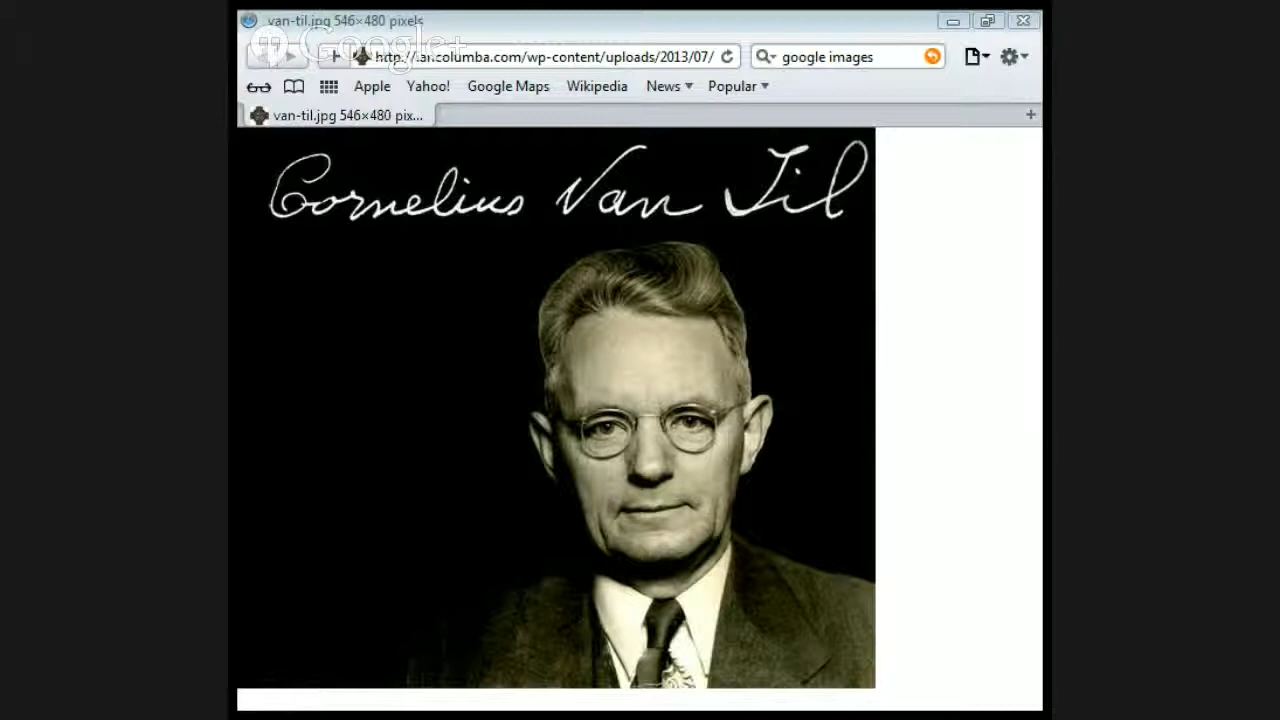 van-til.jpg 546×480 pixels
Google+
columba.com/wp-content/uploads/2013/07/
google images
Apple Yahoo! Google Maps Wikipedia News Popular
van-til.jpg 546×480 pix...
Cornelius Van Til